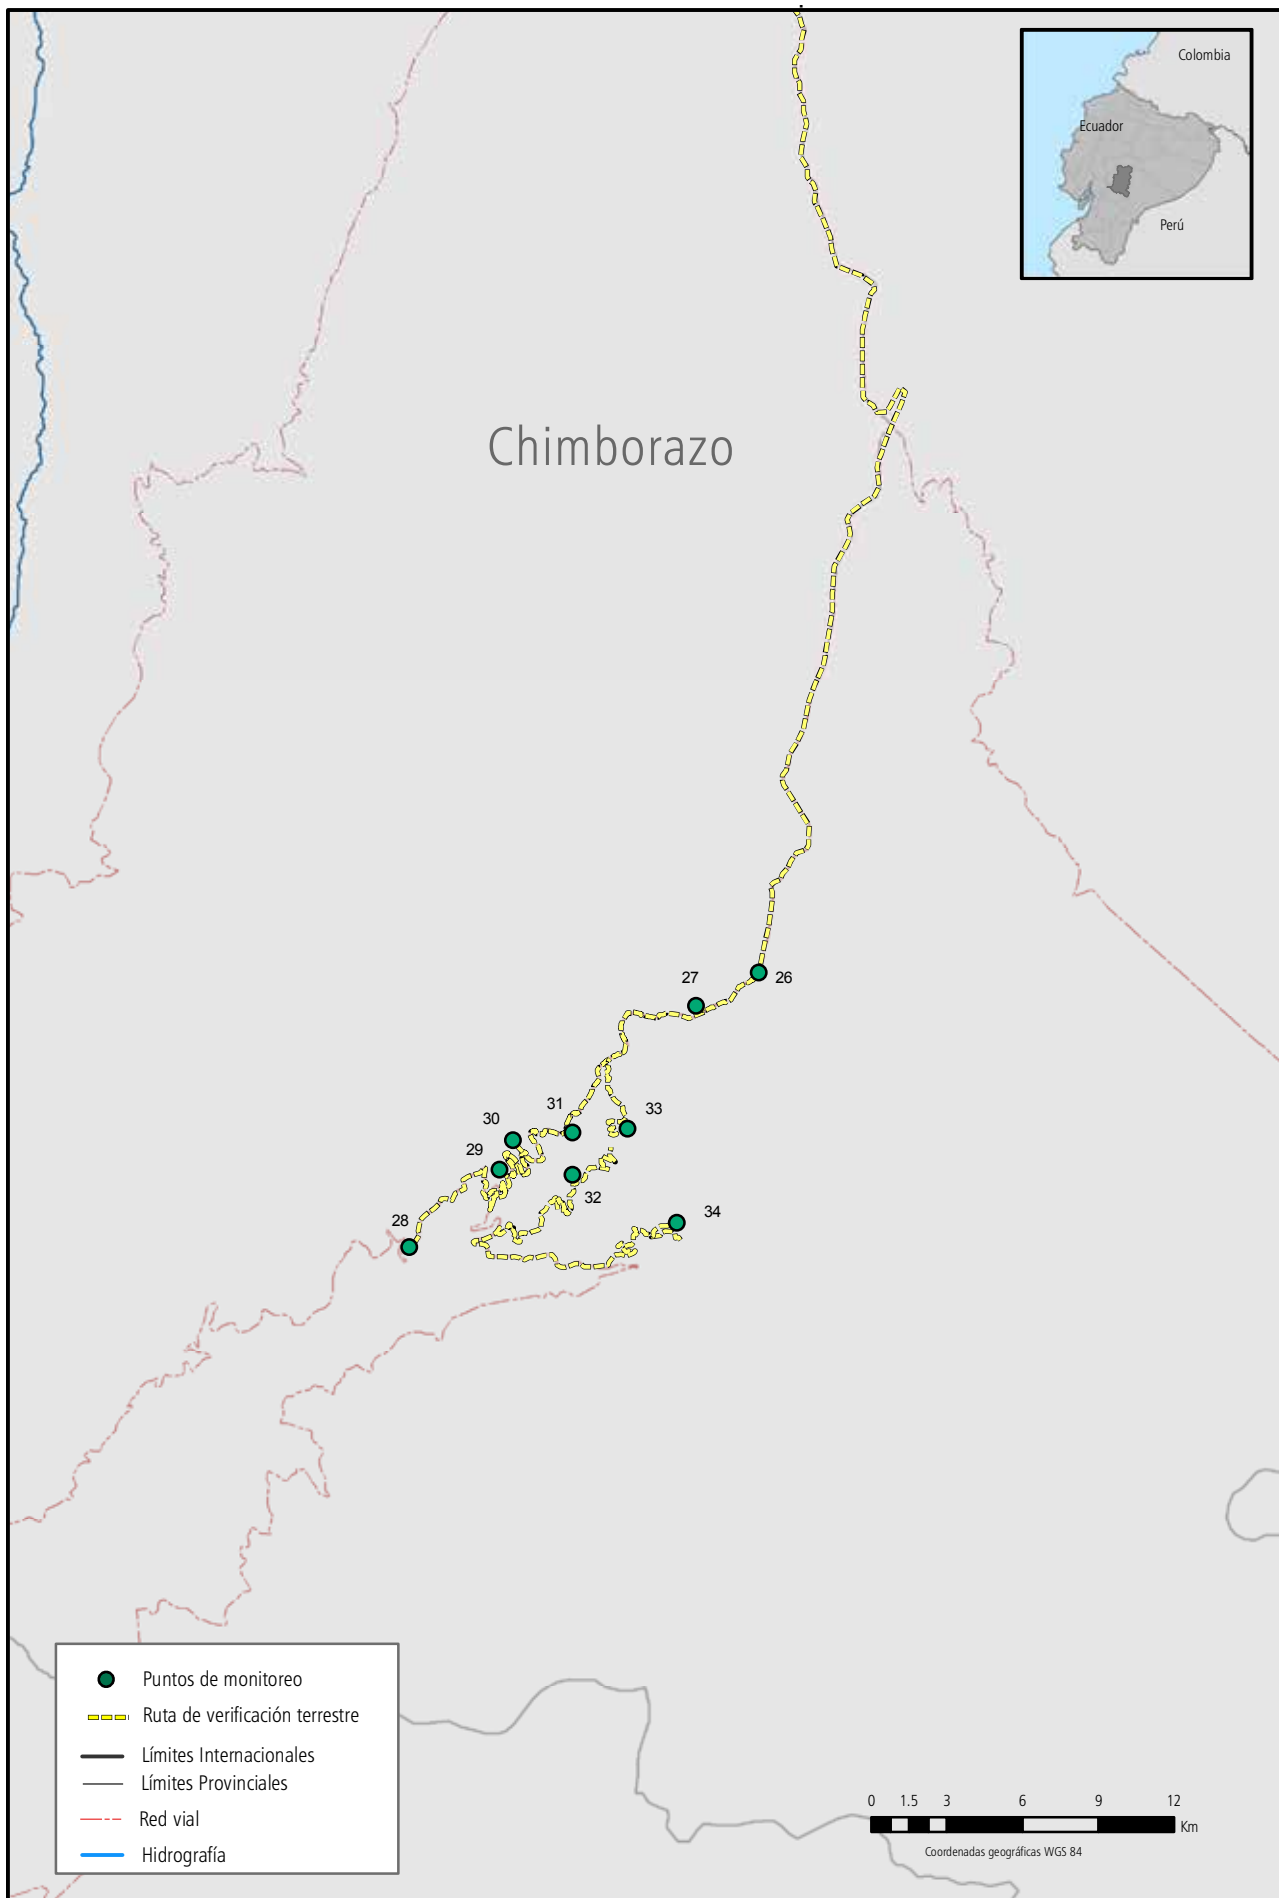 Colombia
Ecuador
Perú
Chimborazo
27
26
31
33
30
29
32
34
28
Puntos de monitoreo
Ruta de verificación terrestre
Límites Internacionales
Límites Provinciales
Red vial
Hidrografía
0 1.5 3 6 9 12
Km
Coordenadas geográficas WGS 84